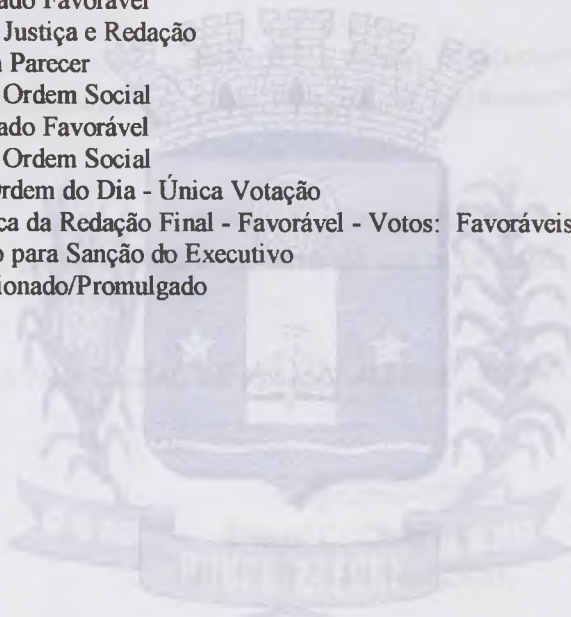 ado Favorável
Justiça e Redação
Parecer
Ordem Social
ado Favorável
Ordem Social
Ordem do Dia - Única Votação
ca da Redação Final - Favorável - Votos: Favoráveis
para Sanção do Executivo
ionado/Promulgado